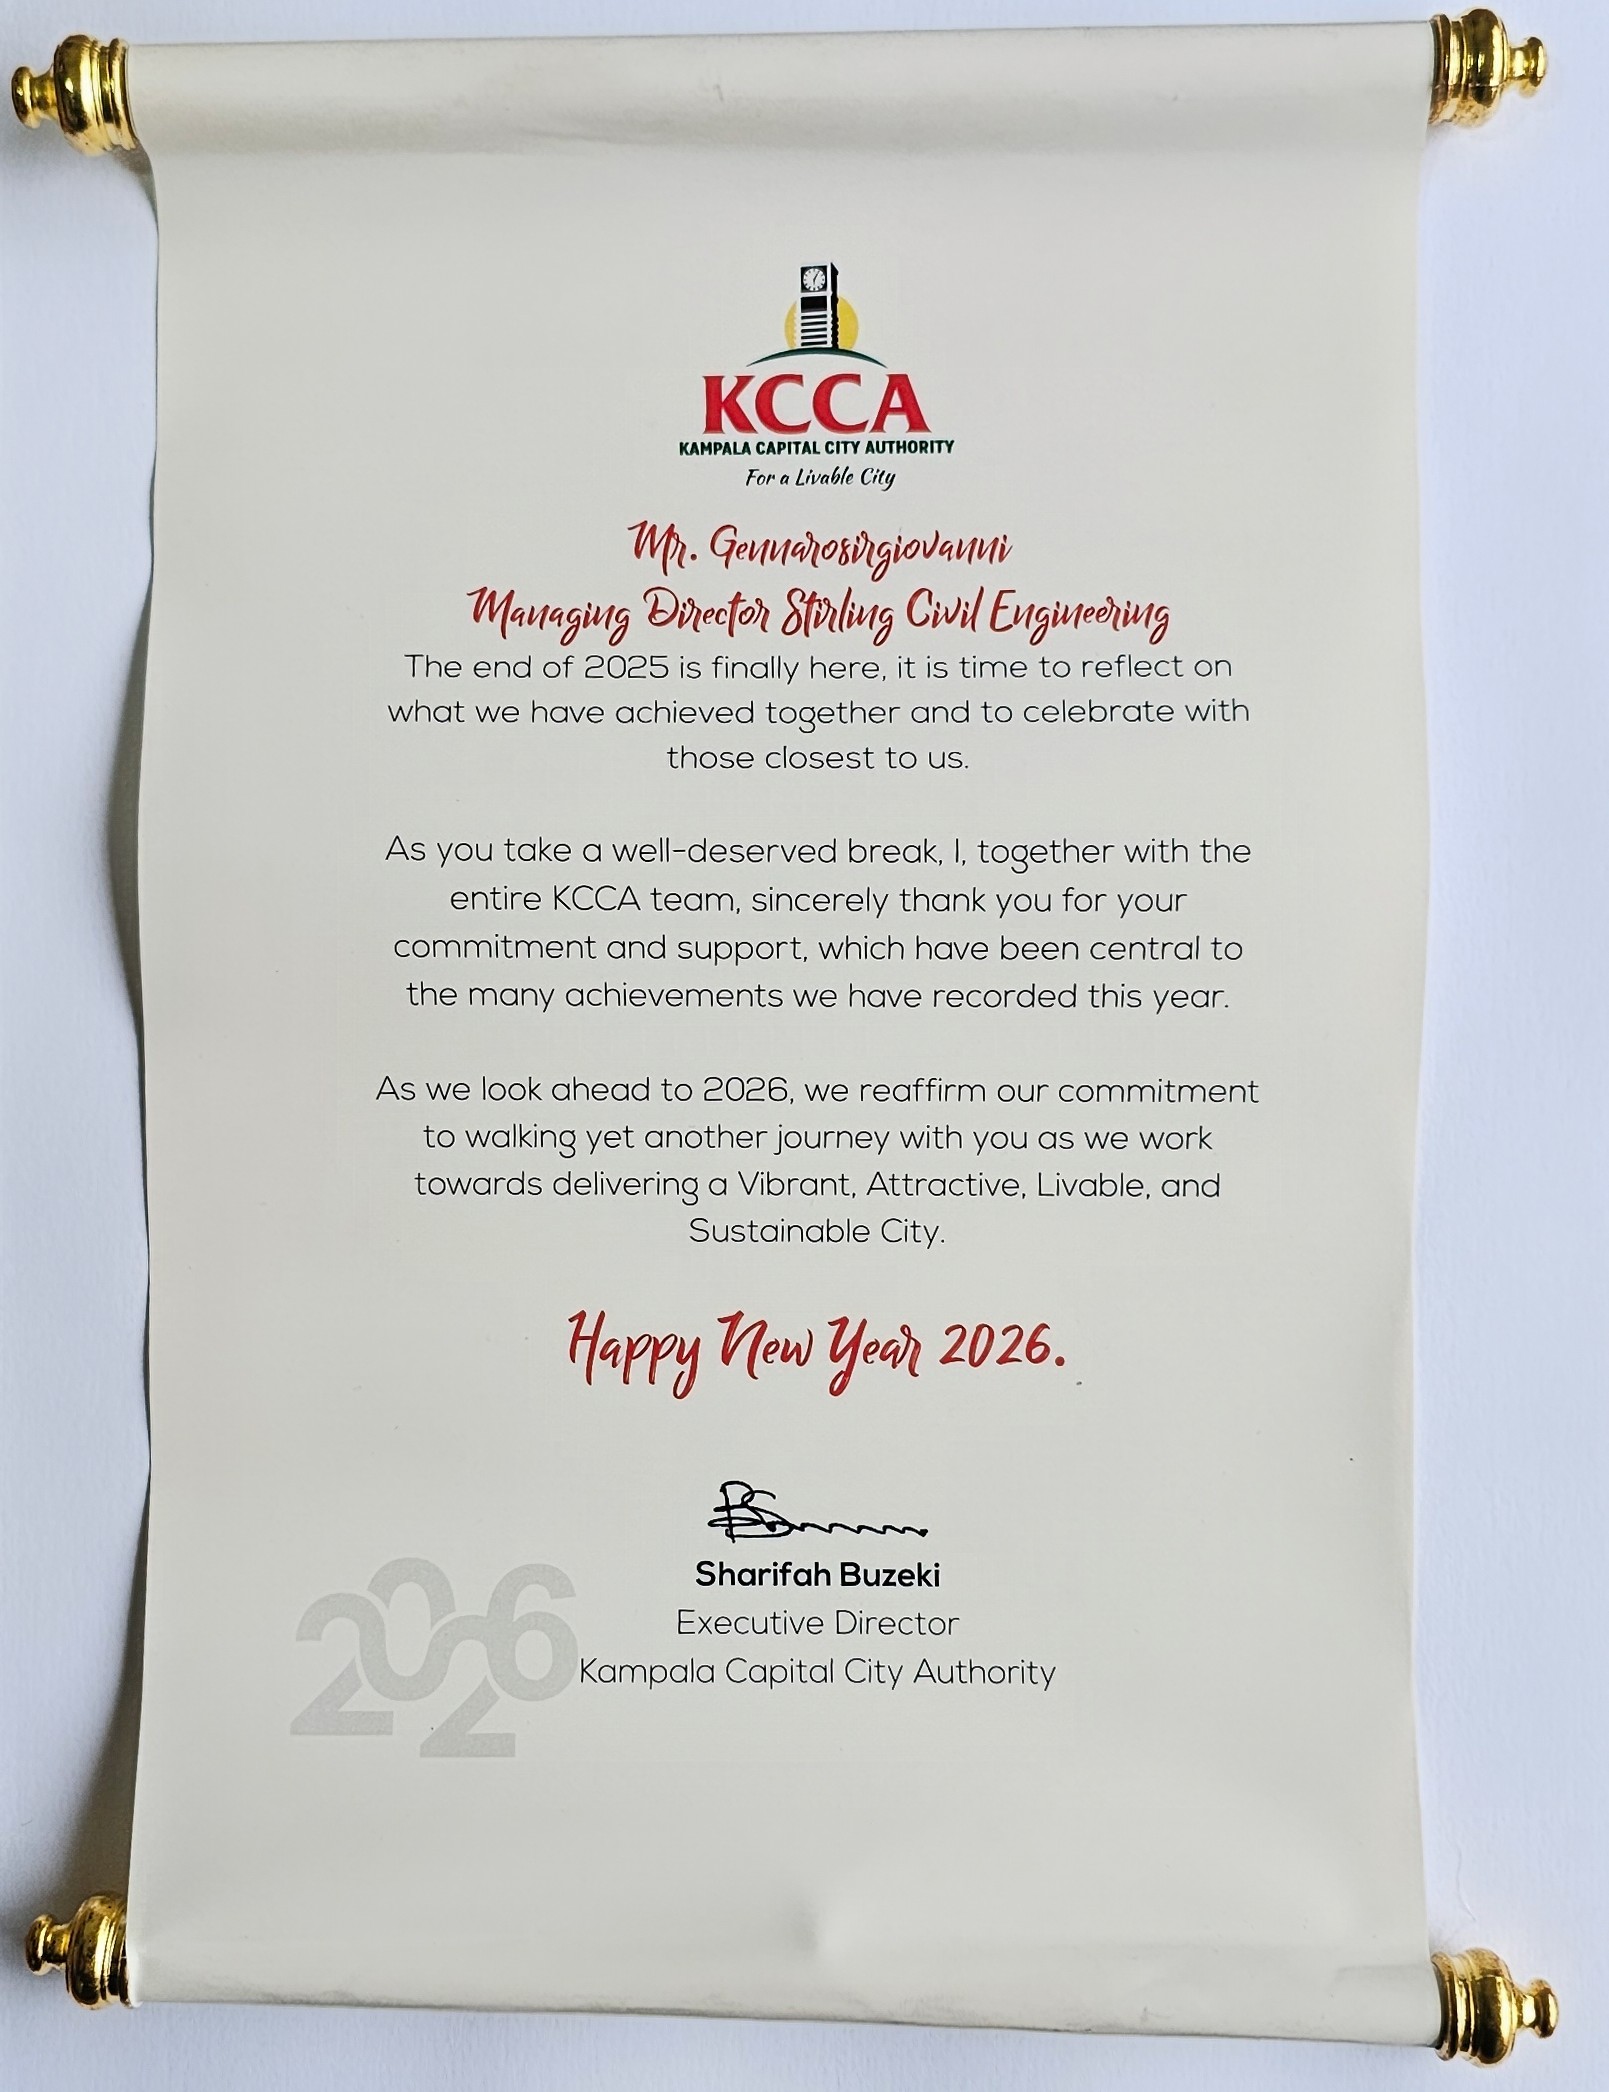 KCCA
KAMPALA CAPITAL CITY AUTHORITY
For a Livable City
Mr. Gennarosirgiovanni
Managing Director Stirling Civil Engineering
The end of 2025 is finally here, it is time to reflect on
what we have achieved together and to celebrate with
those closest to us.
As you take a well-deserved break, I, together with the
entire KCCA team, sincerely thank you for your
commitment and support, which have been central to
the many achievements we have recorded this year.
As we look ahead to 2026, we reaffirm our commitment
to walking yet another journey with you as we work
towards delivering a Vibrant, Attractive, Livable, and
Sustainable City.
Happy New Year 2026.
Sharifah Buzeki
Executive Director
Kampala Capital City Authority
2026